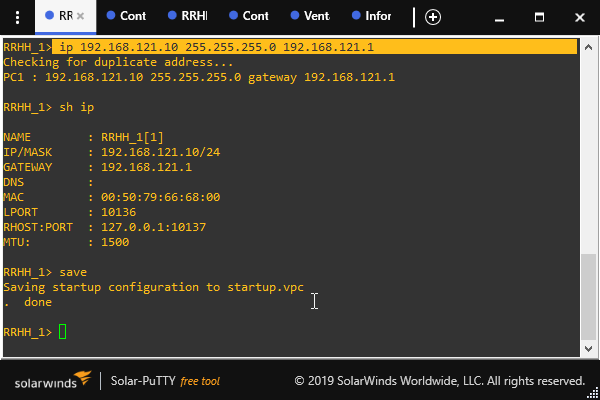 RR
Cont
RRH
Cont
Vent
Infor
RRHH_1> ip 192.168.121.10 255.255.255.0 192.168.121.1
Checking for duplicate address...
PC1 : 192.168.121.10 255.255.255.0 gateway 192.168.121.1
RRHH_1> sh ip
NAME        : RRHH_1[1]
IP/MASK     : 192.168.121.10/24
GATEWAY     : 192.168.121.1
DNS         :
MAC         : 00:50:79:66:68:00
LPORT       : 10136
RHOST:PORT  : 127.0.0.1:10137
MTU:        : 1500
RRHH_1> save
Saving startup configuration to startup.vpc
.  done
RRHH_1>
solarwinds
Solar-PuTTY free tool
© 2019 SolarWinds Worldwide, LLC. All rights reserved.